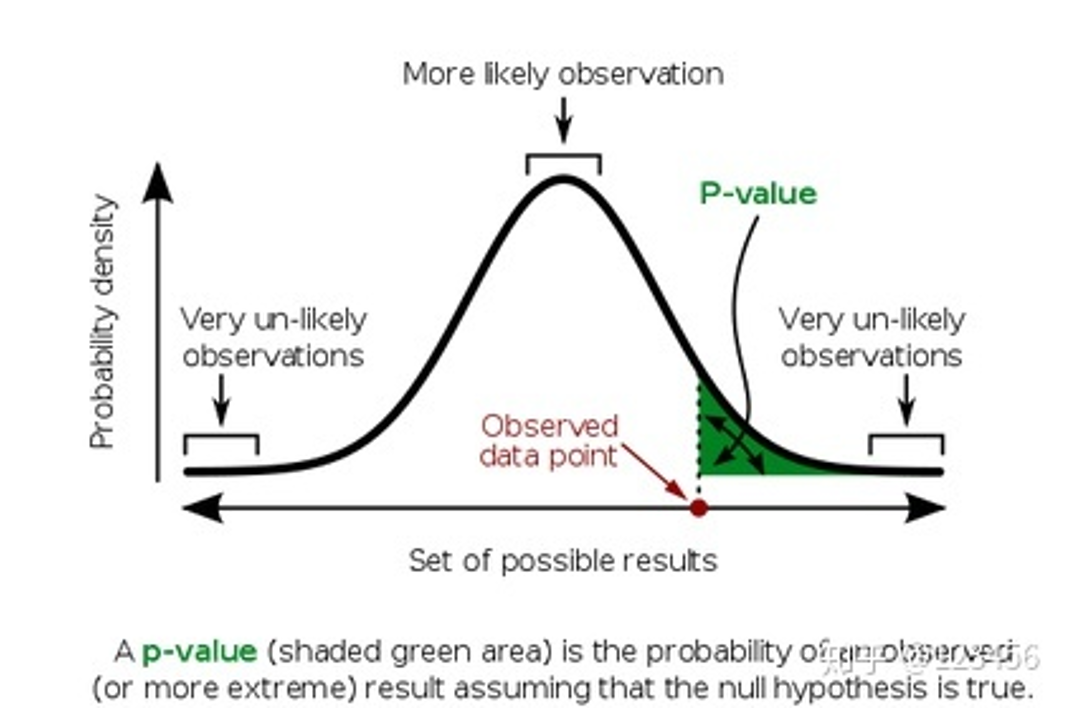 More likely observation
P-value
Probability density
Very un-likely
observations
Very un-likely
observations
Observed
data point
Set of possible results
A p-value (shaded green area) is the probability of an observed
(or more extreme) result assuming that the null hypothesis is true.
知乎